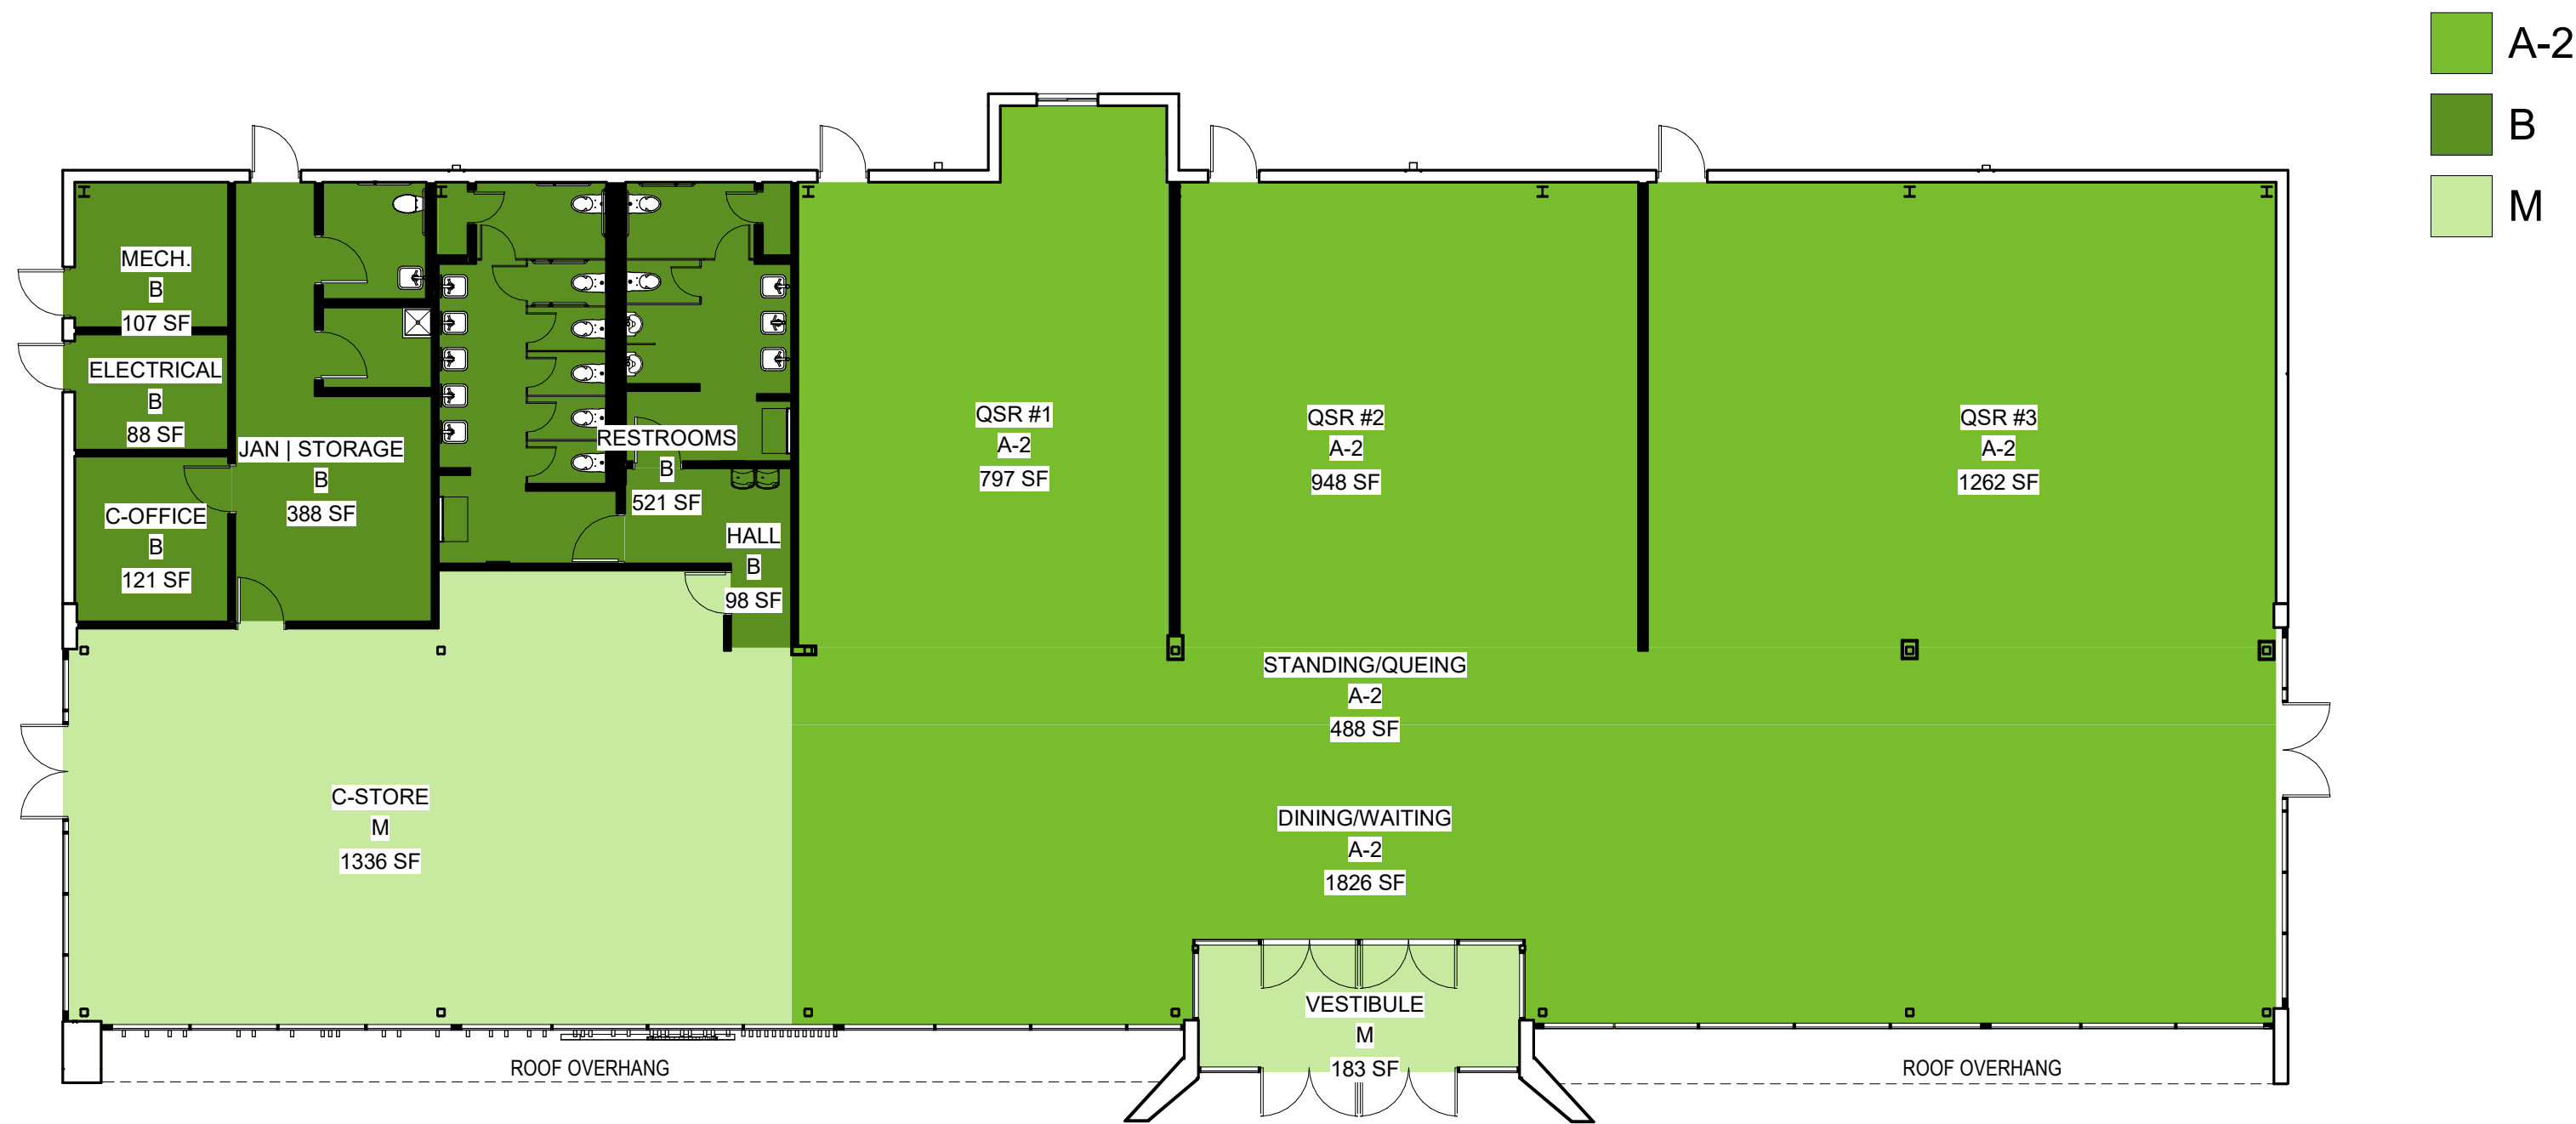 A-2
B
M
MECH.
B
107 SF
ELECTRICAL
B
88 SF
C-OFFICE
B
121 SF
JAN | STORAGE
B
388 SF
RESTROOMS
B
521 SF
HALL
B
98 SF
QSR #1
A-2
797 SF
QSR #2
A-2
948 SF
QSR #3
A-2
1262 SF
STANDING/QUEING
A-2
488 SF
C-STORE
M
1336 SF
DINING/WAITING
A-2
1826 SF
VESTIBULE
M
183 SF
ROOF OVERHANG
ROOF OVERHANG